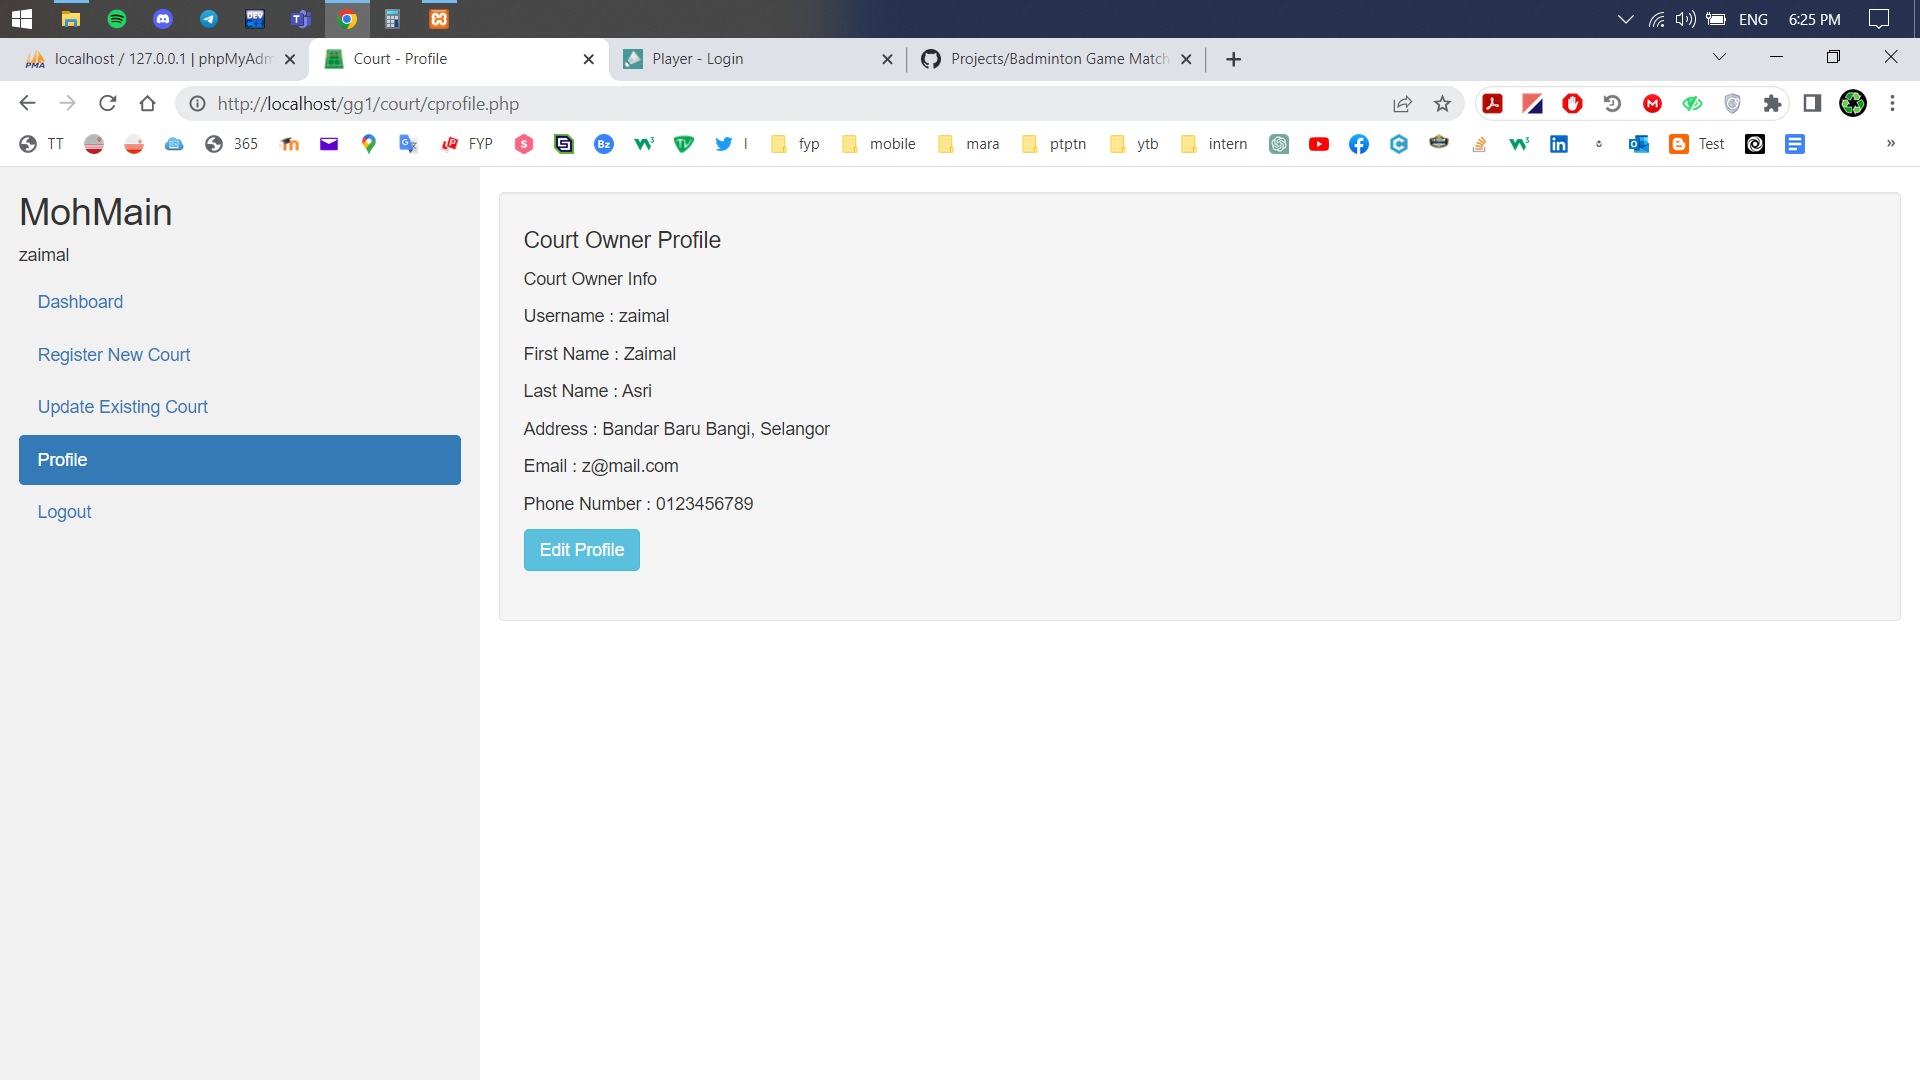 ENG
6:25 PM
localhost / 127.0.0.1 | phpMyAdm
Court - Profile
Player - Login
Projects/Badminton Game Match
http://localhost/gg1/court/cprofile.php
TT
365
FYP
I
fyp
mobile
mara
ptptn
ytb
intern
Test
»
MohMain
zaimal
Dashboard
Register New Court
Update Existing Court
Profile
Logout
Court Owner Profile
Court Owner Info
Username : zaimal
First Name : Zaimal
Last Name : Asri
Address : Bandar Baru Bangi, Selangor
Email : z@mail.com
Phone Number : 0123456789
Edit Profile